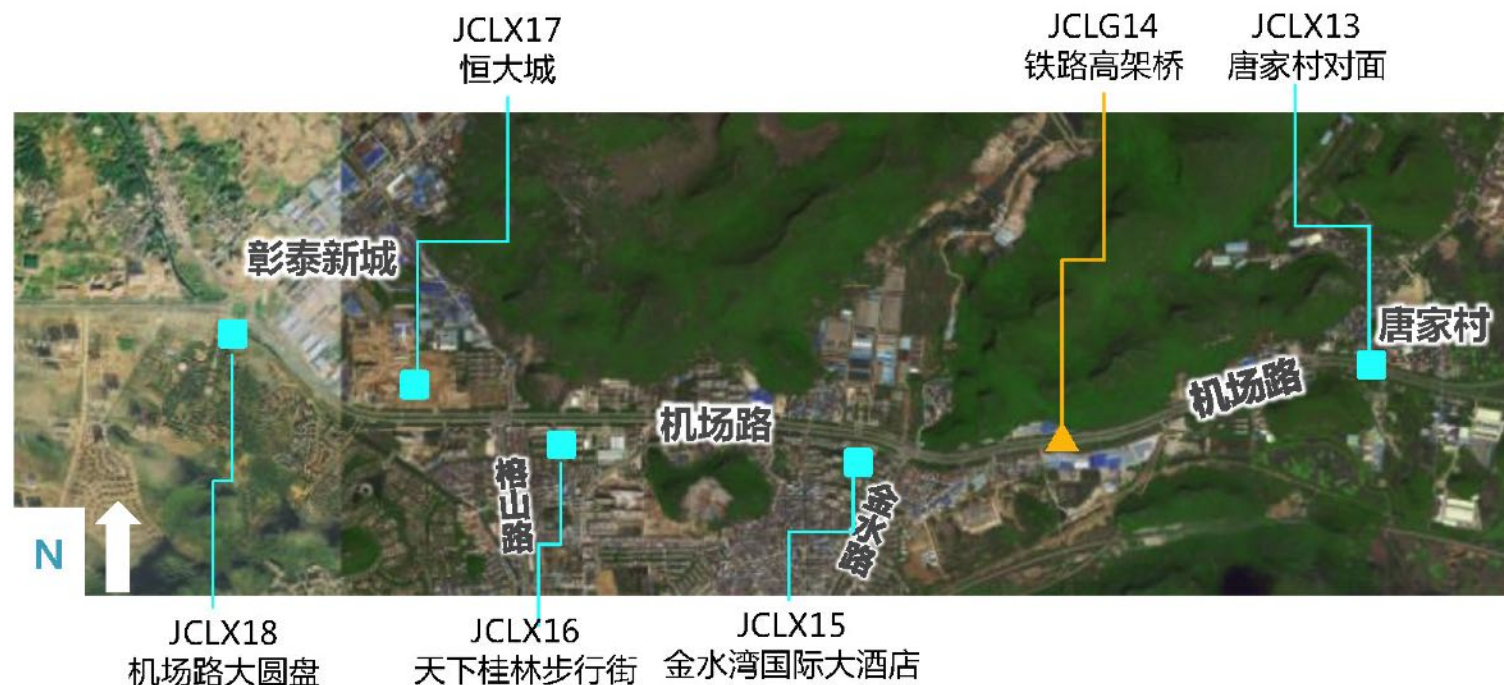 JCLX17
恒大城
JCLG14
铁路高架桥
JCLX13
唐家村对面
彰泰新城
唐家村
机场路
机场路
榕山路
金水路
N
JCLX18
机场路大圆盘
JCLX16
天下桂林步行街
JCLX15
金水湾国际大酒店